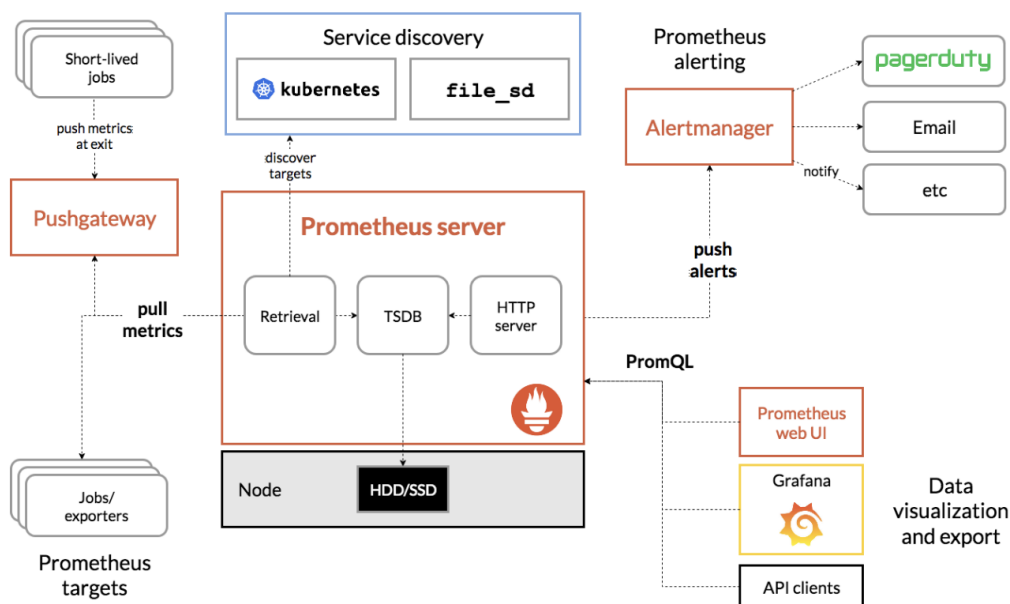 Short-lived
jobs
push metrics
at exit
Pushgateway
pull
metrics
Jobs/
exporters
Prometheus
targets
Service discovery
kubernetes
file_sd
discover
targets
Prometheus server
Retrieval
TSDB
HTTP
server
Node
HDD/SSD
Prometheus
alerting
Alertmanager
pagerduty
Email
notify
etc
push
alerts
PromQL
Prometheus
web UI
Grafana
API clients
Data
visualization
and export